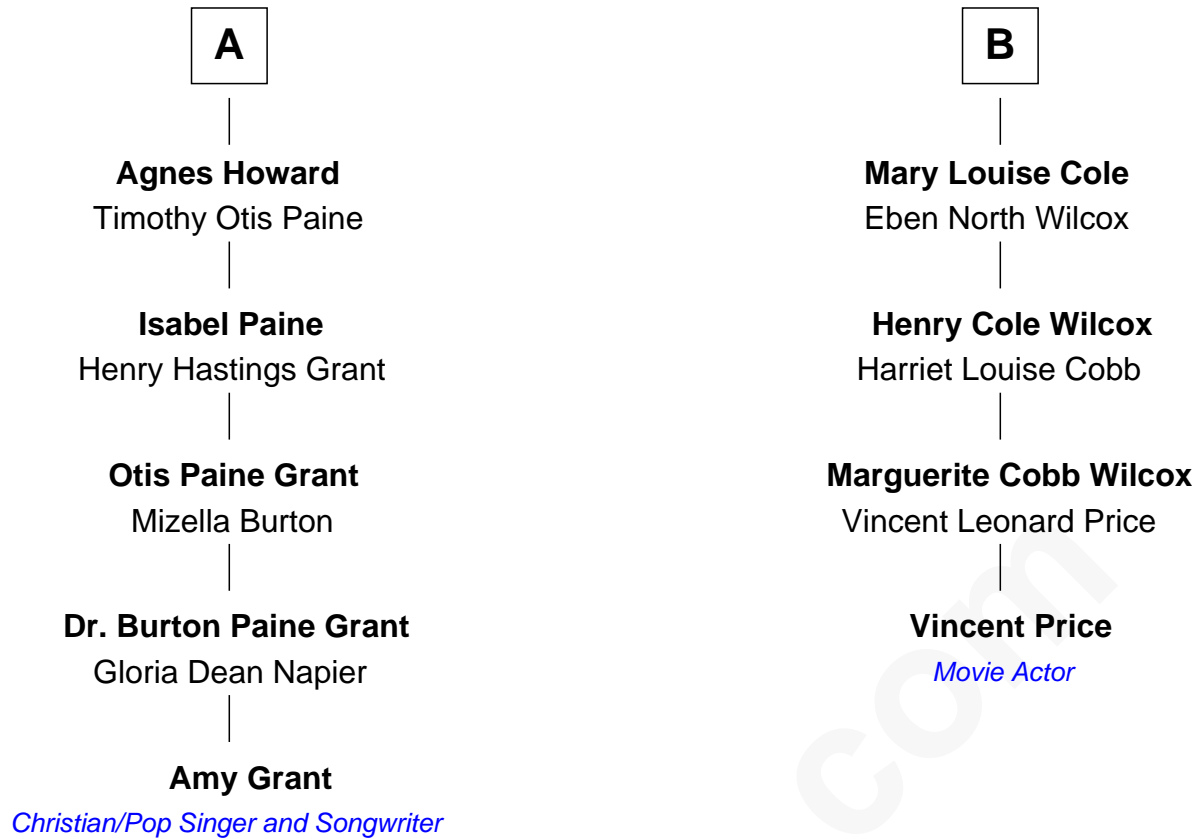 A
Agnes Howard
Timothy Otis Paine
Isabel Paine
Henry Hastings Grant
Otis Paine Grant
Mizella Burton
Dr. Burton Paine Grant
Gloria Dean Napier
Amy Grant
Christian/Pop Singer and Songwriter
B
Mary Louise Cole
Eben North Wilcox
Henry Cole Wilcox
Harriet Louise Cobb
Marguerite Cobb Wilcox
Vincent Leonard Price
Vincent Price
Movie Actor
com